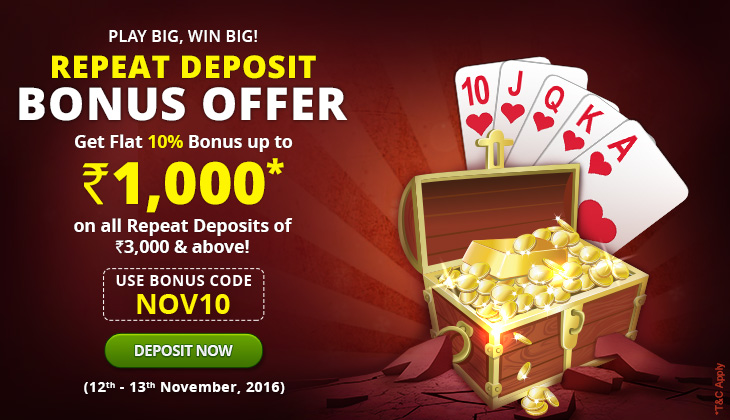 PLAY BIG, WIN BIG!
REPEAT DEPOSIT
BONUS OFFER
Get Flat 10% Bonus up to
₹1,000*
on all Repeat Deposits of
₹3,000 & above!
USE BONUS CODE
NOV10
DEPOSIT NOW
(12th - 13th November, 2016)
10
J
Q
K
A
*T&C Apply